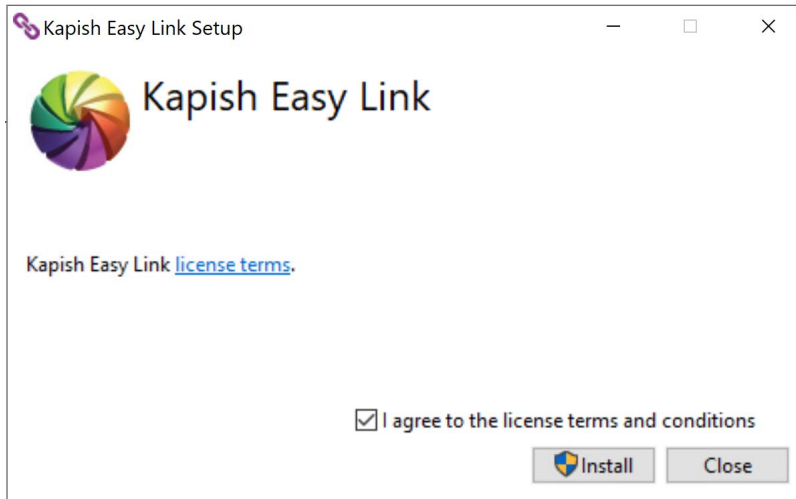 Kapish Easy Link Setup
Kapish Easy Link
Kapish Easy Link license terms.
I agree to the license terms and conditions
Install Close